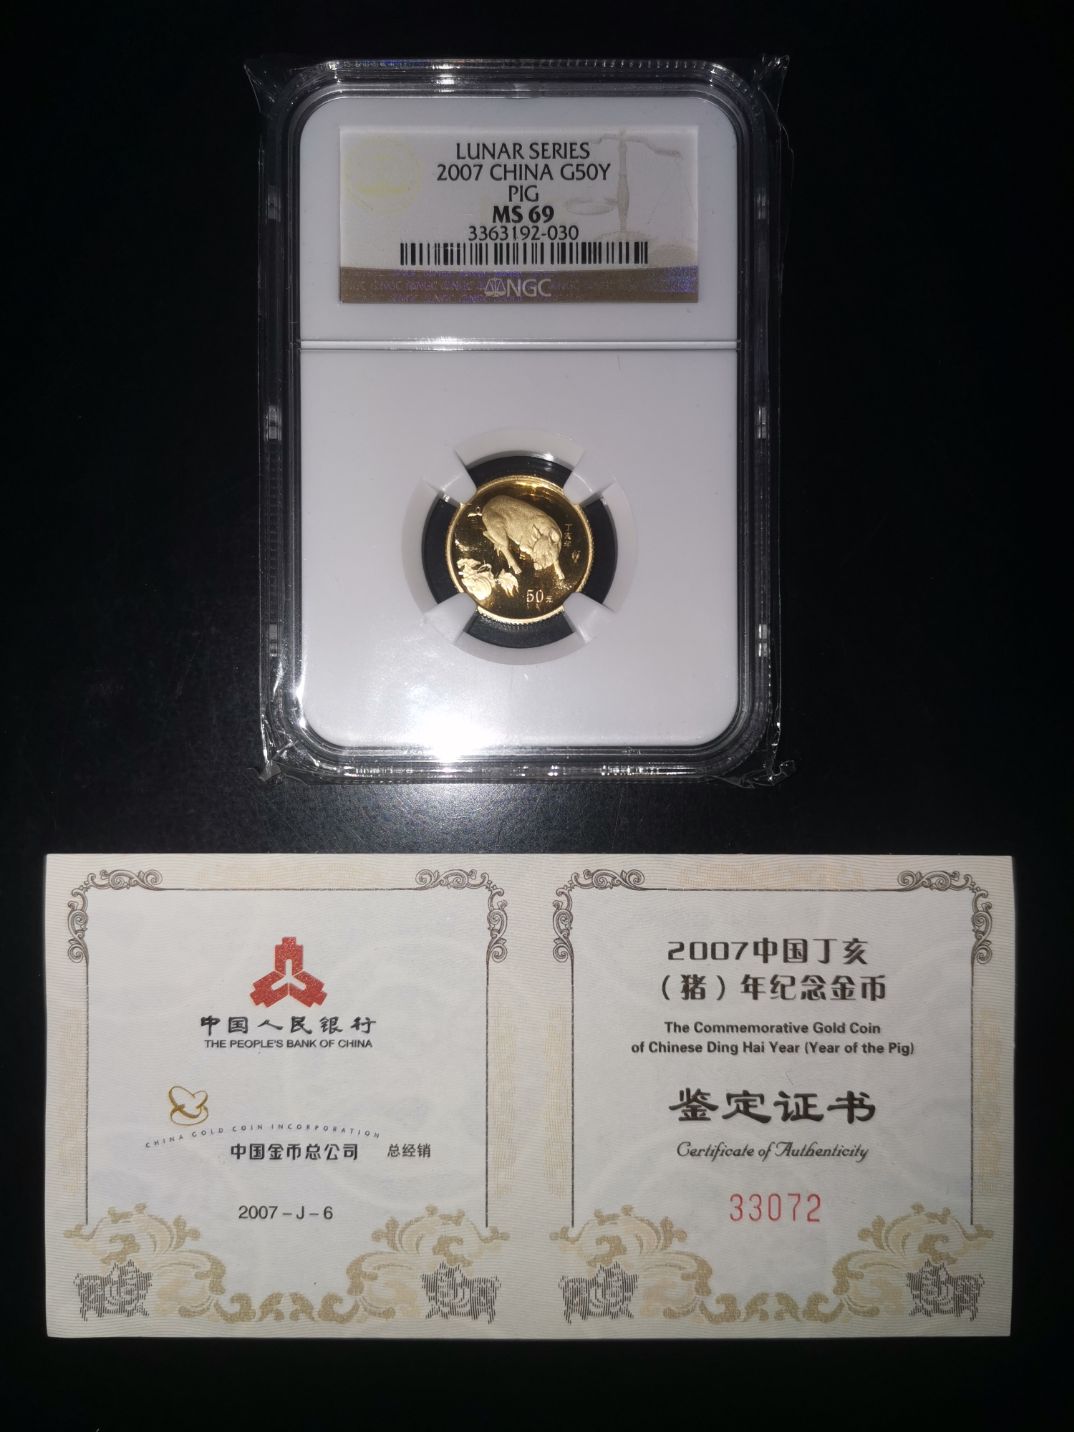 LUNAR SERIES
2007 CHINA G50Y
PIG
MS 69
3363192-030
NGC
丁亥年
50元
中国人民银行
THE PEOPLE'S BANK OF CHINA
CHINA GOLD COIN INCORPORATION
中国金币总公司 总经销
2007-J-6
2007中国丁亥
（猪）年纪念金币
The Commemorative Gold Coin
of Chinese Ding Hai Year (Year of the Pig)
鉴定证书
Certificate of Authenticity
33072